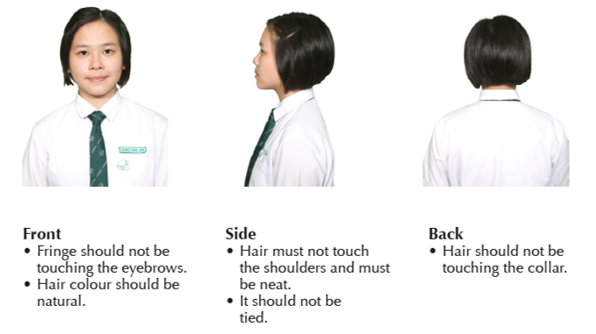 Front
• Fringe should not be
touching the eyebrows.
• Hair colour should be
natural.
Side
• Hair must not touch
the shoulders and must
be neat.
• It should not be
tied.
Back
• Hair should not be
touching the collar.